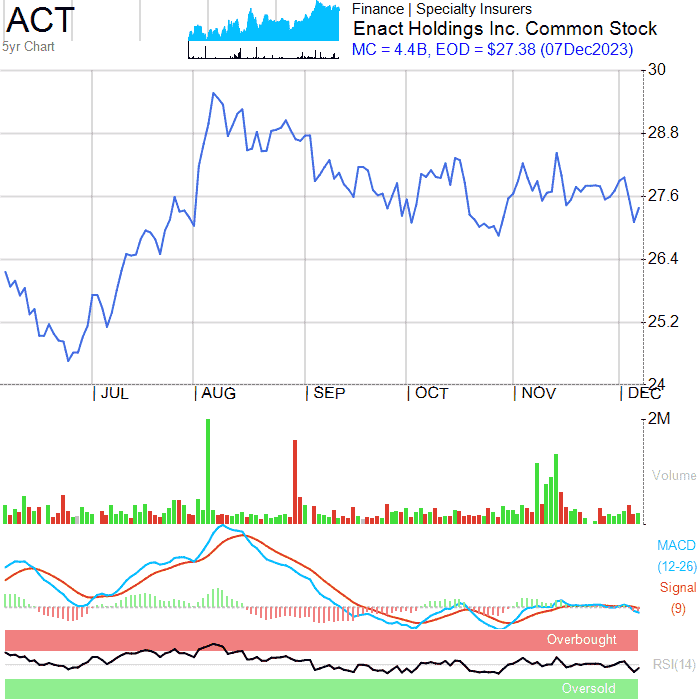 ACT
5yr Chart
Finance | Specialty Insurers
Enact Holdings Inc. Common Stock
MC = 4.4B, EOD = $27.38 (07Dec2023)
30
28.8
27.6
26.4
25.2
24
| JUL | AUG | SEP | OCT | NOV | DEC
2M
Volume
MACD
(12-26)
Signal
(9)
Overbought
RSI(14)
Oversold